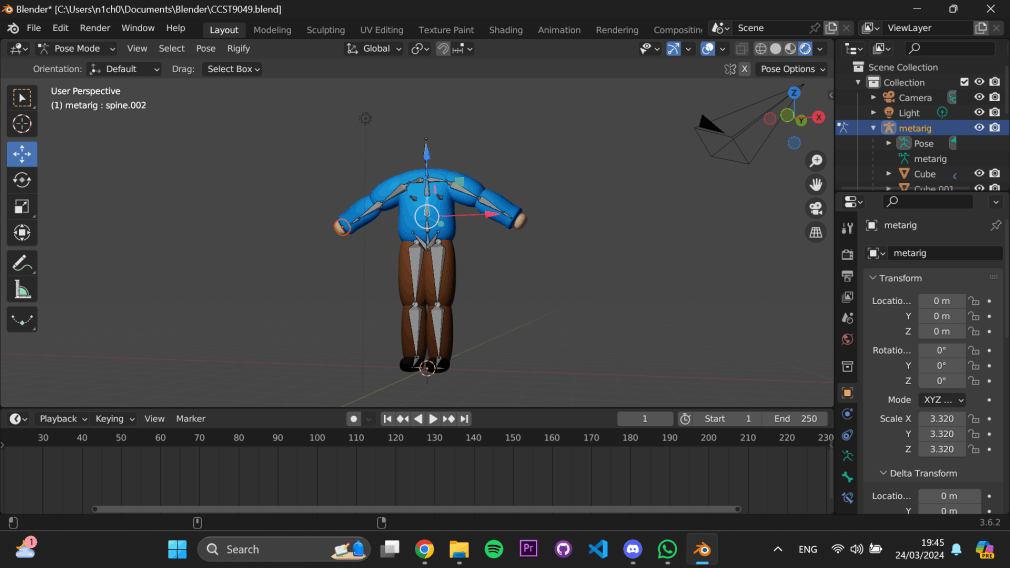 Blender* [C:\Users\n1ch0\Documents\Blender\CCST9049.blend]
File Edit Render Window Help Layout Modeling Sculpting UV Editing Texture Paint Shading Animation Rendering Compositin Scene ViewLayer
Pose Mode View Select Pose Rigify Global
Orientation: Default Drag: Select Box X Pose Options
User Perspective
(1) metarig : spine.002
Z
X
Y
Scene Collection
Collection
Camera
Light
metarig
Pose
metarig
Cube
Cube.001
metarig
metarig
Transform
Locatio... 0 m
Y 0 m
Z 0 m
Rotatio... 0°
Y 0°
Z 0°
Mode XYZ ...
Scale X 3.320
Y 3.320
Z 3.320
Delta Transform
Locatio... 0 m
Y 0 m
Playback Keying View Marker 1 Start 1 End 250
30 40 50 60 70 80 90 100 110 120 130 140 150 160 170 180 190 200 210 220 230
3.6.2
1 Search Pr ENG 19:45
24/03/2024